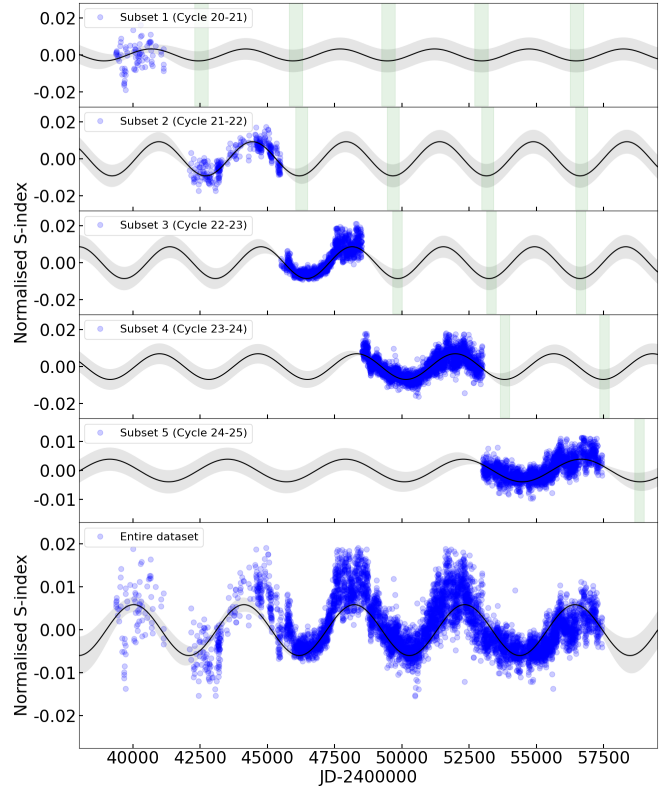 0.02
Subset 1 (Cycle 20-21)
0.00
-0.02
0.02
Subset 2 (Cycle 21-22)
0.00
-0.02
0.02
Subset 3 (Cycle 22-23)
0.00
-0.02
Normalised S-index
0.02
Subset 4 (Cycle 23-24)
0.00
-0.02
Subset 5 (Cycle 24-25)
0.01
0.00
-0.01
Entire dataset
0.02
0.01
0.00
-0.01
-0.02
Normalised S-index
40000 42500 45000 47500 50000 52500 55000 57500
JD-2400000